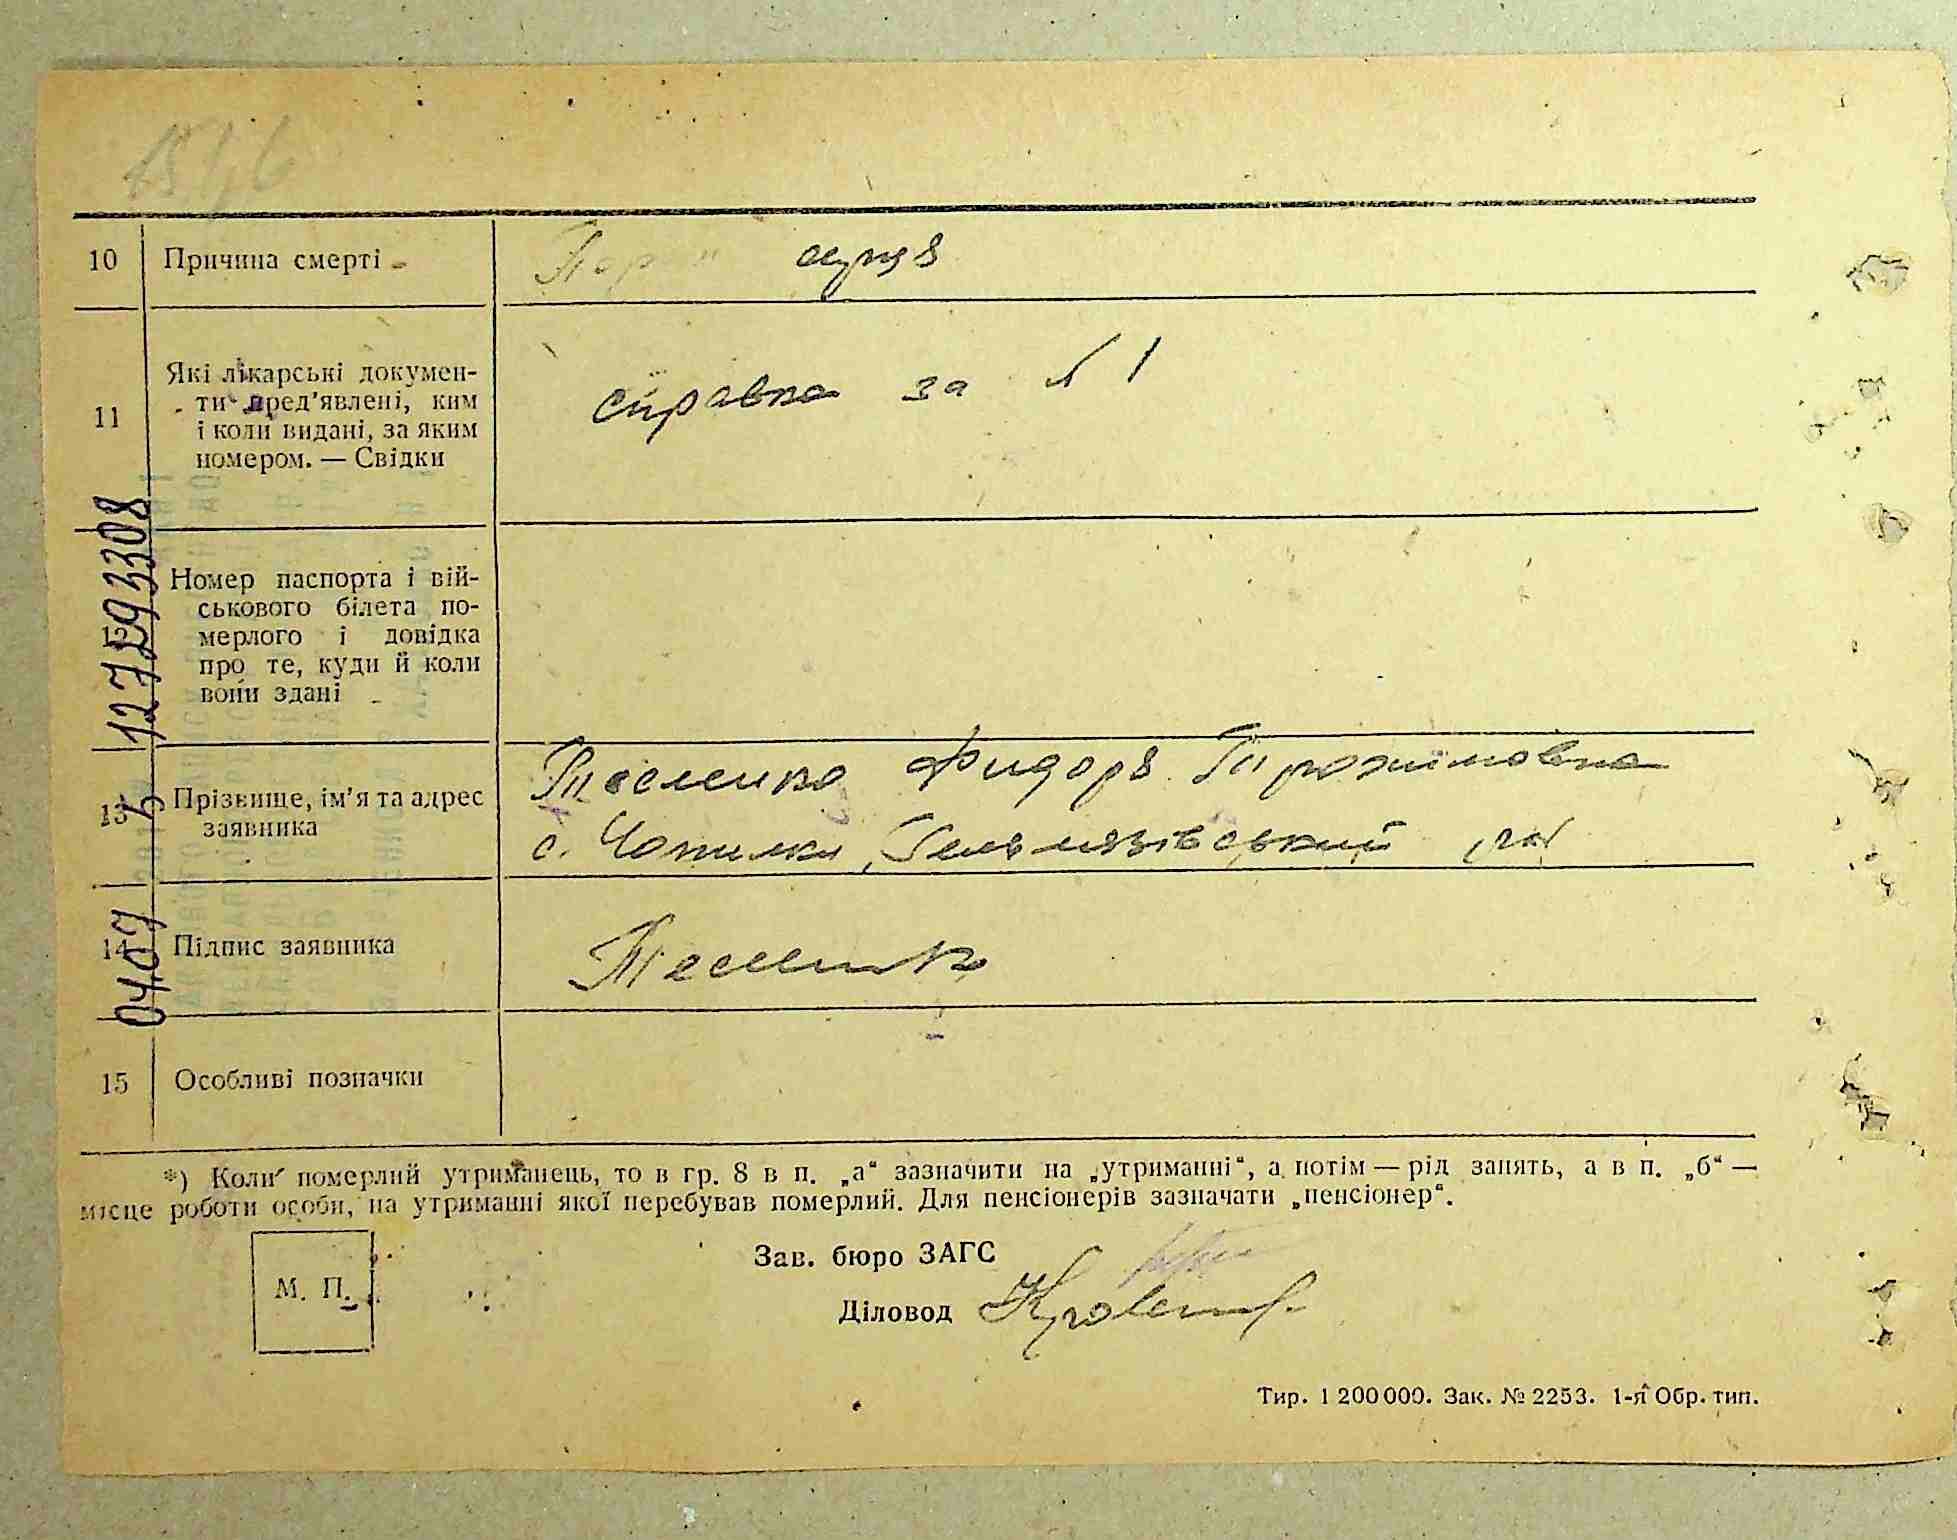 10 Причина смерті
11 Які лікарські докумен-
ти пред'явлені, ким
і коли видані, за яким
номером. — Свідки
справка за № 1
12 Номер паспорта і вій-
ськового білета по-
мерлого і довідка
про те, куди й коли
вони здані
13 Прізвище, ім'я та адрес
заявника
с. Чопилки, Гельмязівський
14 Підпис заявника
15 Особливі позначки
*) Коли померлий утриманець, то в гр. 8 в п. „а“ зазначити на „утриманні“, а потім — рід занять, а в п. „б“ —
місце роботи особи, на утриманні якої перебував померлий. Для пенсіонерів зазначати „пенсіонер“.
М. П.
Зав. бюро ЗАГС
Діловод
Тир. 1 200 000. Зак. № 2253. 1-я Обр. тип.